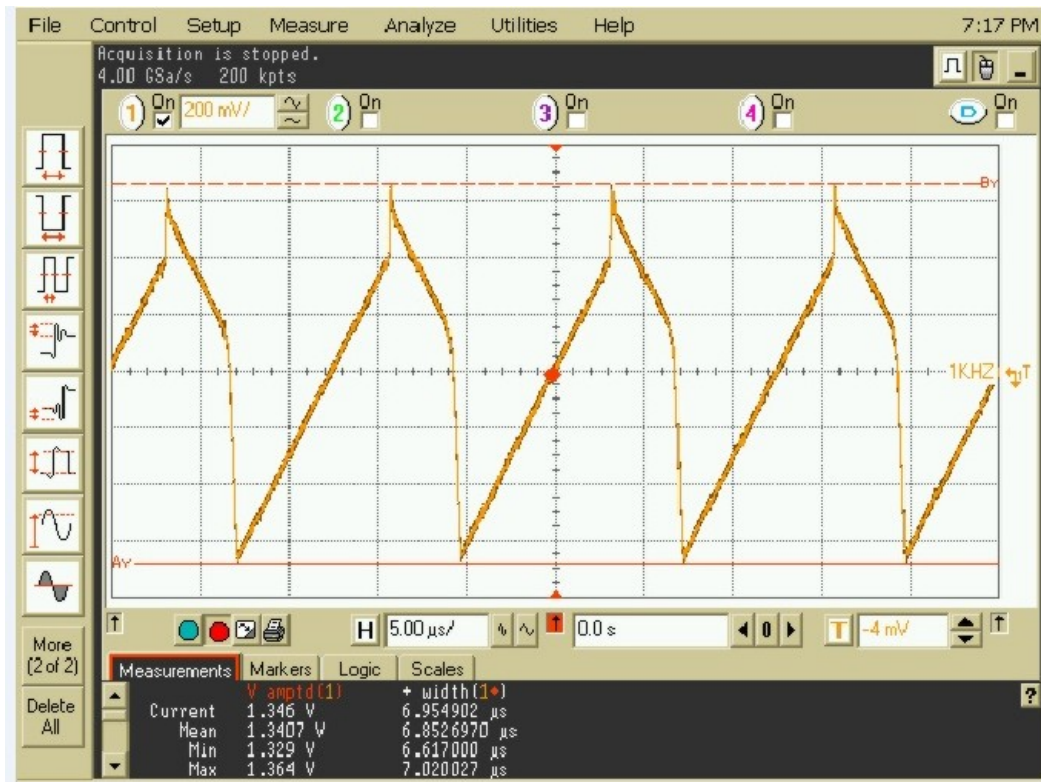 File Control Setup Measure Analyze Utilities Help 7:17 PM
Acquisition is stopped.
4.00 GSa/s 200 kpts
1 On 200 mV/ 2 On 3 On 4 On D On
By
1KHZ T
Ay
H 5.00 µs/ 0.0 s 0 T -4 mV
More
(2 of 2)
Delete
All
Measurements Markers Logic Scales
V amptd(1) + width(1♦)
Current 1.346 V 6.954902 µs
Mean 1.3407 V 6.8526970 µs
Min 1.329 V 6.617000 µs
Max 1.364 V 7.020027 µs
?